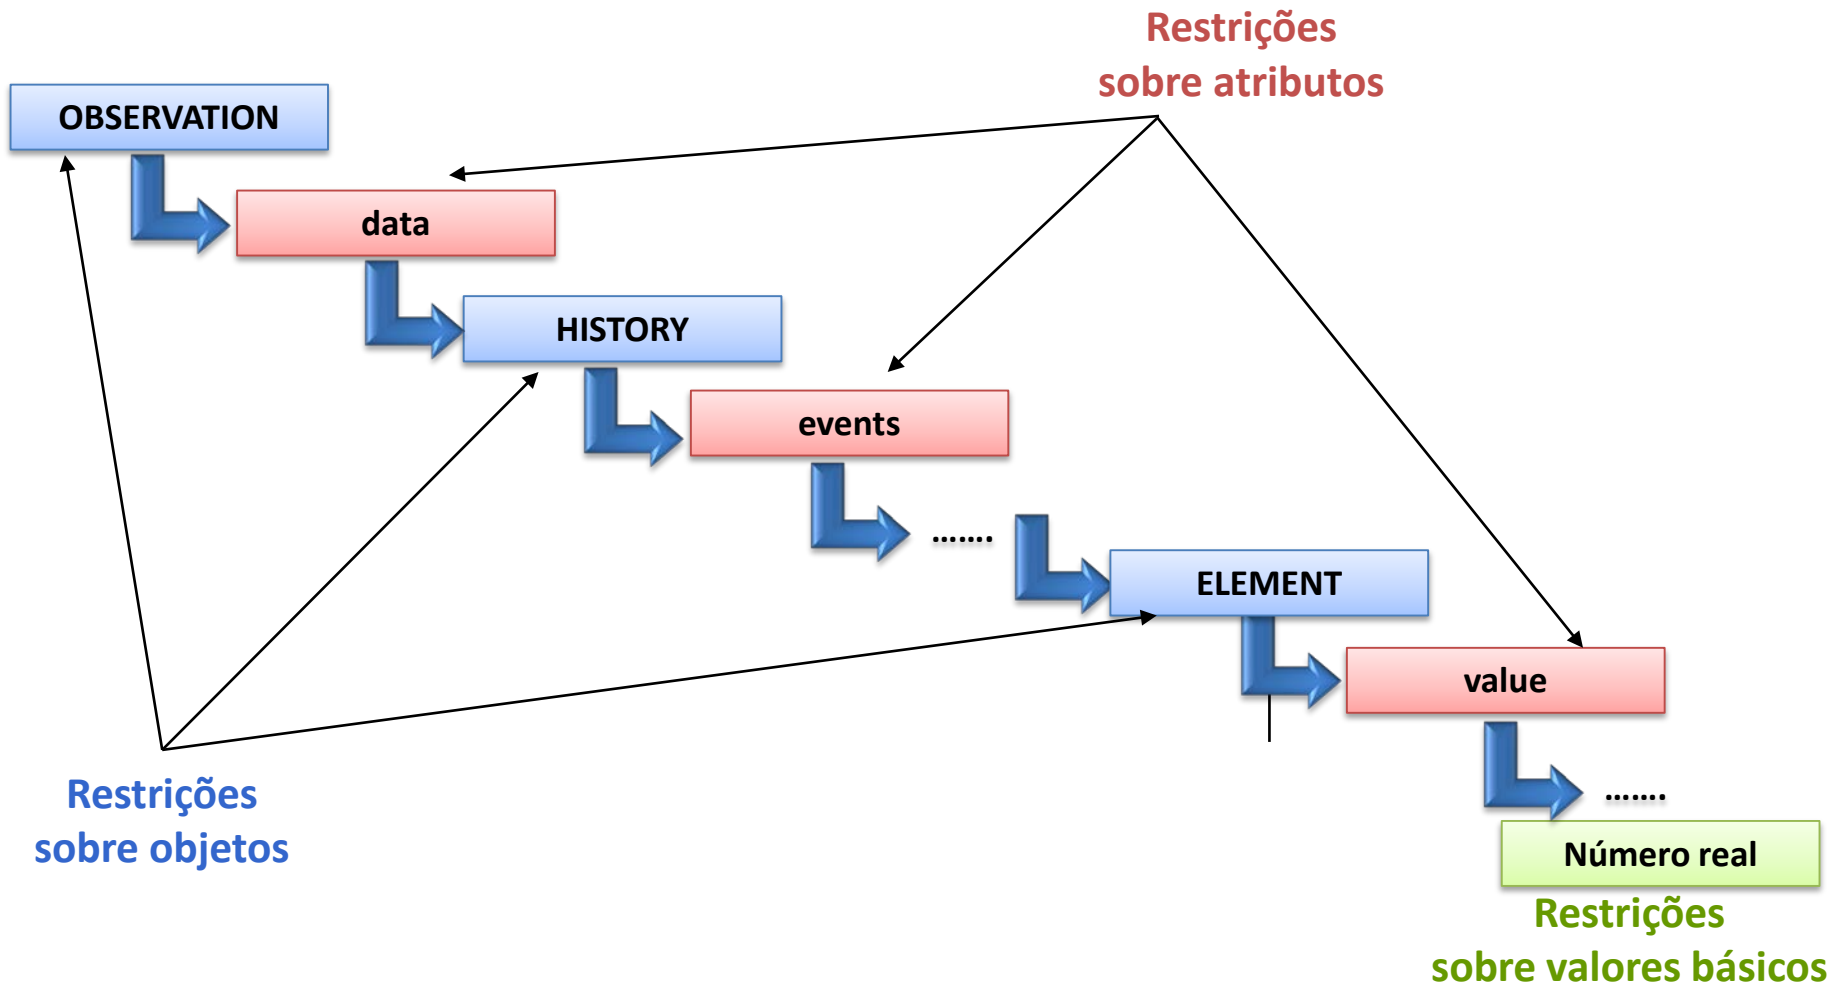 Restrições
sobre atributos
OBSERVATION
data
HISTORY
events
.......
ELEMENT
value
Restrições
sobre objetos
.......
Número real
Restrições
sobre valores básicos